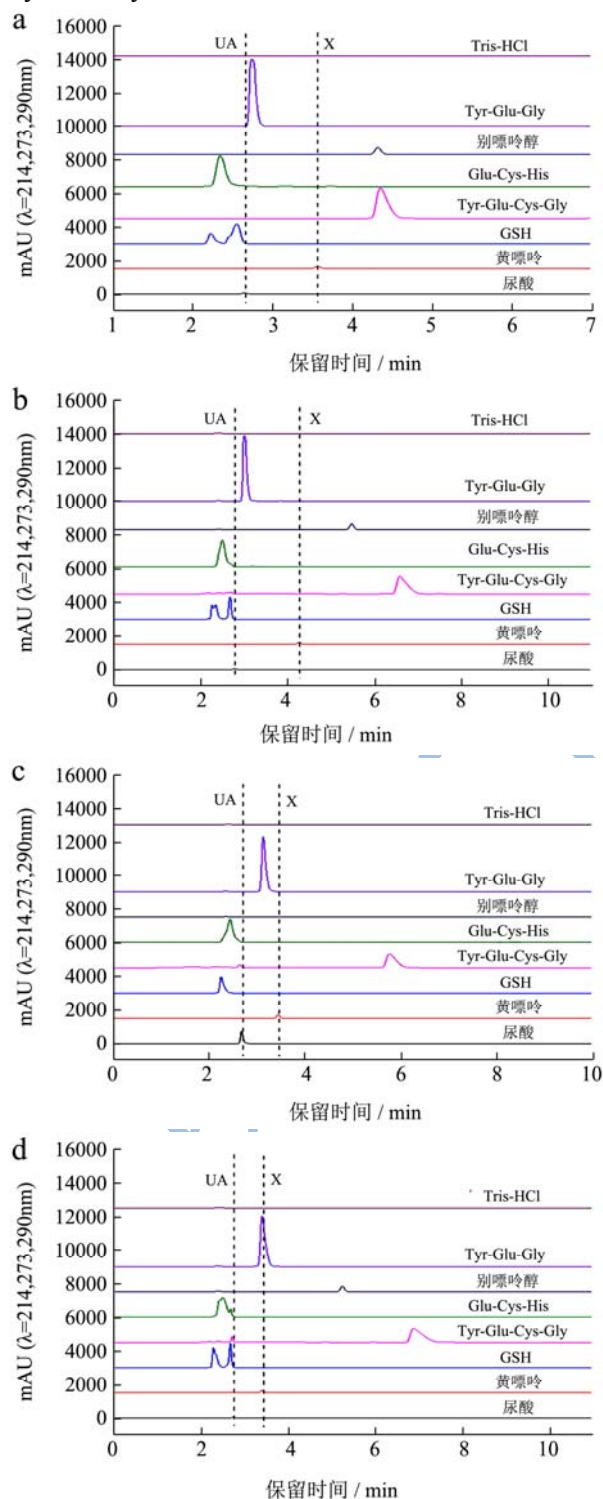 a
UA
X
Tris-HCl
Tyr-Glu-Gly
别嘌呤醇
Glu-Cys-His
Tyr-Glu-Cys-Gly
GSH
黄嘌呤
尿酸
mAU (λ=214,273,290nm)
16000
14000
12000
10000
8000
6000
4000
2000
0
1 2 3 4 5 6 7
保留时间 / min
b
UA
X
Tris-HCl
Tyr-Glu-Gly
别嘌呤醇
Glu-Cys-His
Tyr-Glu-Cys-Gly
GSH
黄嘌呤
尿酸
mAU (λ=214,273,290nm)
16000
14000
12000
10000
8000
6000
4000
2000
0
0 2 4 6 8 10
保留时间 / min
c
UA
X
Tris-HCl
Tyr-Glu-Gly
别嘌呤醇
Glu-Cys-His
Tyr-Glu-Cys-Gly
GSH
黄嘌呤
尿酸
mAU (λ=214,273,290nm)
16000
14000
12000
10000
8000
6000
4000
2000
0
0 2 4 6 8 10
保留时间 / min
d
UA
X
Tris-HCl
Tyr-Glu-Gly
别嘌呤醇
Glu-Cys-His
Tyr-Glu-Cys-Gly
GSH
黄嘌呤
尿酸
mAU (λ=214,273,290nm)
16000
14000
12000
10000
8000
6000
4000
2000
0
0 2 4 6 8 10
保留时间 / min